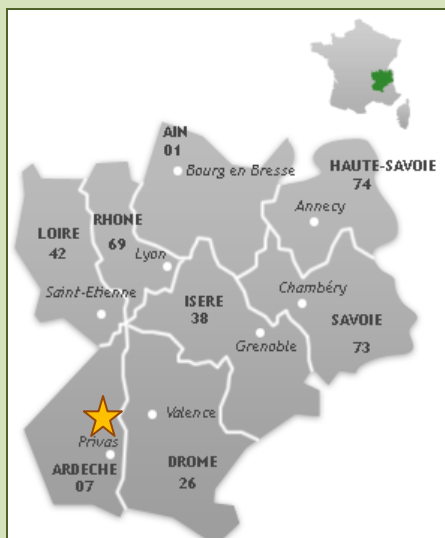 AIN
01
Bourg en Bresse
HAUTE-SAVOIE
74
Annecy
RHONE
69
LOIRE
42
Lyon
Saint-Etienne
ISERE
38
Chambéry
SAVOIE
73
Grenoble
Valence
Privas
ARDECHE
07
DROME
26